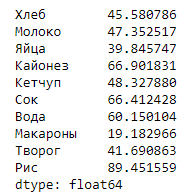 Хлеб 45.580786
Молоко 47.352517
Яйца 39.845747
Кайонез 66.901831
Кетчуп 48.327880
Сок 66.412428
Вода 60.150104
Макароны 19.182966
Творог 41.690863
Рис 89.451559
dtype: float64